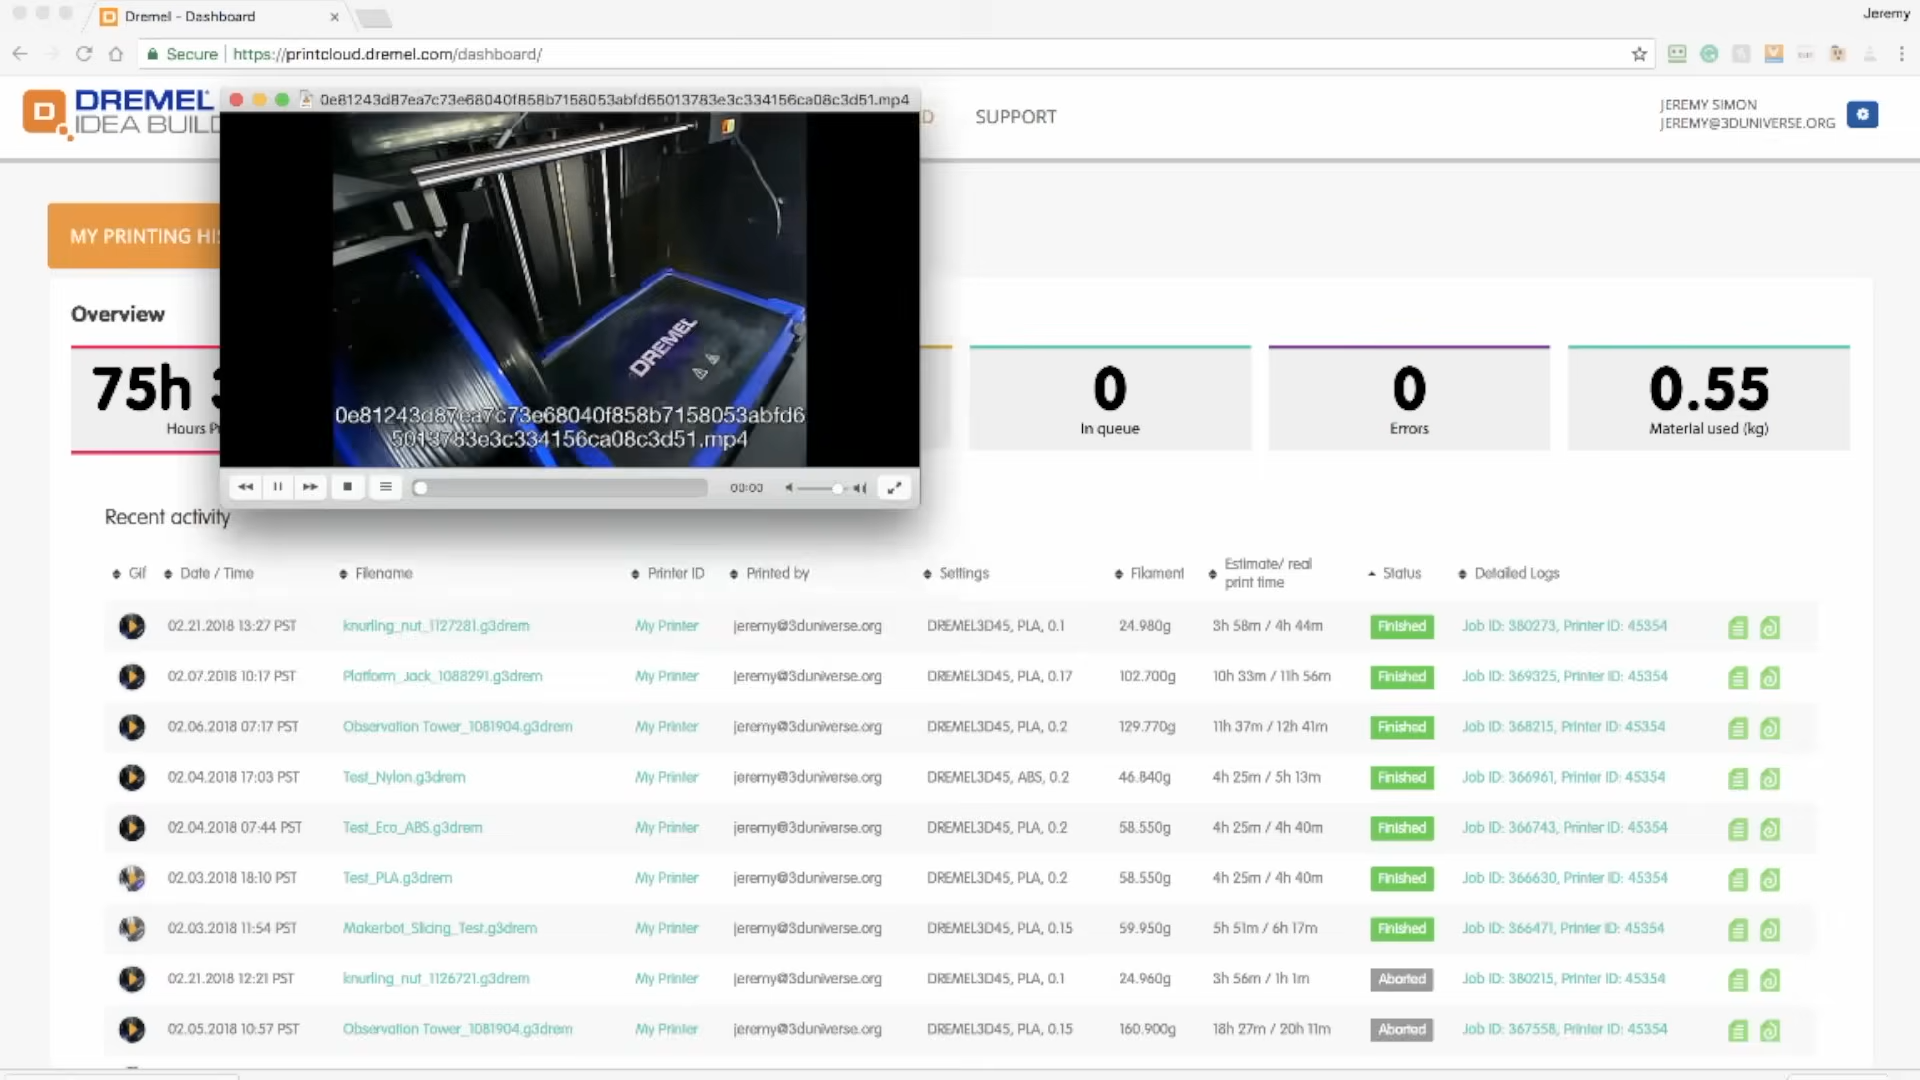 Dremel - Dashboard
Jeremy
Secure
https://printcloud.dremel.com/dashboard/
DREMEL
IDEA BUILD
0e81243d87ea7c73e68040f858b7158053abfd65013783e3c334156ca08c3d51.mp4
D
SUPPORT
JEREMY SIMON
JEREMY@3DUNIVERSE.ORG
MY PRINTING HIS
DREMEL
0e81243d87ea7c73e68040f858b7158053abfd6
5013783e3c334156ca08c3d51.mp4
00:00
Overview
75h 3
Hours Pr
0
In queue
0
Errors
0.55
Material used (kg)
Recent activity
Gif Date / Time Filename Printer ID Printed by Settings Filament Estimate/ real print time Status Detailed Logs
02.21.2018 13:27 PST knurling_nut_1127281.g3drem My Printer jeremy@3duniverse.org DREMEL3D45, PLA, 0.1 24.980g 3h 58m / 4h 44m Finished Job ID: 380273, Printer ID: 45354
02.07.2018 10:17 PST Platform_Jack_1088291.g3drem My Printer jeremy@3duniverse.org DREMEL3D45, PLA, 0.17 102.700g 10h 33m / 11h 56m Finished Job ID: 369325, Printer ID: 45354
02.06.2018 07:17 PST Observation Tower_1081904.g3drem My Printer jeremy@3duniverse.org DREMEL3D45, PLA, 0.2 129.770g 11h 37m / 12h 41m Finished Job ID: 368215, Printer ID: 45354
02.04.2018 17:03 PST Test_Nylon.g3drem My Printer jeremy@3duniverse.org DREMEL3D45, ABS, 0.2 46.840g 4h 25m / 5h 13m Finished Job ID: 366961, Printer ID: 45354
02.04.2018 07:44 PST Test_Eco_ABS.g3drem My Printer jeremy@3duniverse.org DREMEL3D45, PLA, 0.2 58.550g 4h 25m / 4h 40m Finished Job ID: 366743, Printer ID: 45354
02.03.2018 18:10 PST Test_PLA.g3drem My Printer jeremy@3duniverse.org DREMEL3D45, PLA, 0.2 58.550g 4h 25m / 4h 40m Finished Job ID: 366630, Printer ID: 45354
02.03.2018 11:54 PST Makerbot_Slicing_Test.g3drem My Printer jeremy@3duniverse.org DREMEL3D45, PLA, 0.15 59.950g 5h 51m / 6h 17m Finished Job ID: 366471, Printer ID: 45354
02.21.2018 12:21 PST knurling_nut_1126721.g3drem My Printer jeremy@3duniverse.org DREMEL3D45, PLA, 0.1 24.960g 3h 56m / 1h 1m Aborted Job ID: 380215, Printer ID: 45354
02.05.2018 10:57 PST Observation Tower_1081904.g3drem My Printer jeremy@3duniverse.org DREMEL3D45, PLA, 0.15 160.900g 18h 27m / 20h 11m Aborted Job ID: 367558, Printer ID: 45354